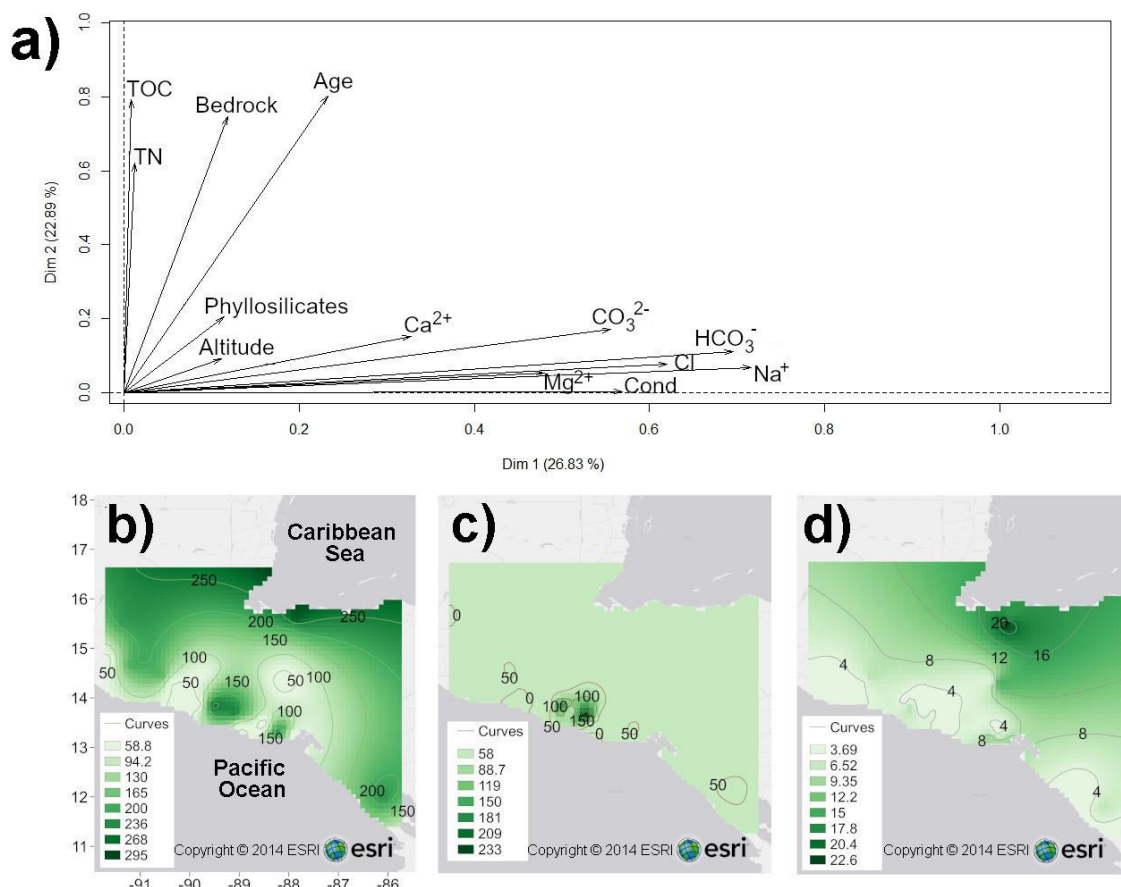 a)
1.0
0.8
0.6
0.4
0.2
0.0
Dim 2 (22.89 %)
TOC
Bedrock
Age
TN
Phyllosilicates
Altitude
Ca2+
CO32-
HCO3-
Cl
Na+
Mg2+
Cond
0.0 0.2 0.4 0.6 0.8 1.0
Dim 1 (26.83 %)
b)
18
17
16
15
14
13
12
11
Caribbean
Sea
250
200
250
150
100
50
150
50
100
50
100
150
200
150
Curves
58.8
94.2
130
165
200
236
268
295
Pacific
Ocean
Copyright © 2014 ESRI esri
-91 -90 -89 -88 -87 -86
c)
0
50
0
100
100
150
50
0
50
50
Curves
58
88.7
119
150
181
209
233
Copyright © 2014 ESRI esri
d)
20
16
12
8
4
4
4
8
8
4
Curves
3.69
6.52
9.35
12.2
15
17.8
20.4
22.6
Copyright © 2014 ESRI esri